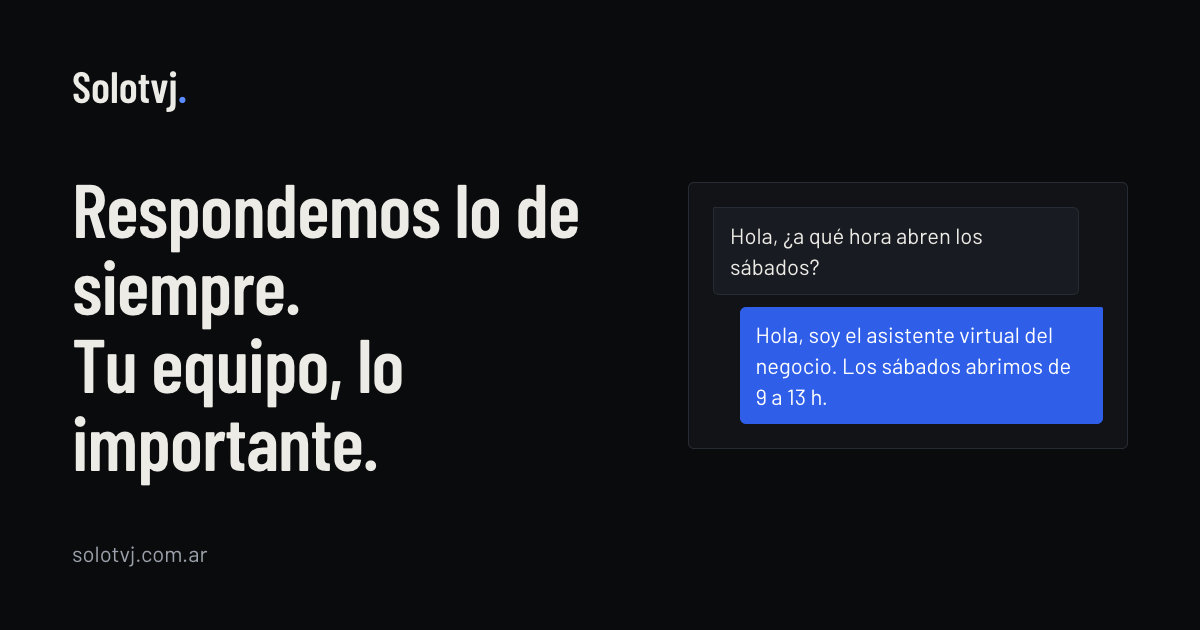 Solotvj.
Respondemos lo de
siempre.
Tu equipo, lo
importante.
Hola, ¿a qué hora abren los
sábados?
Hola, soy el asistente virtual del
negocio. Los sábados abrimos de
9 a 13 h.
solotvj.com.ar